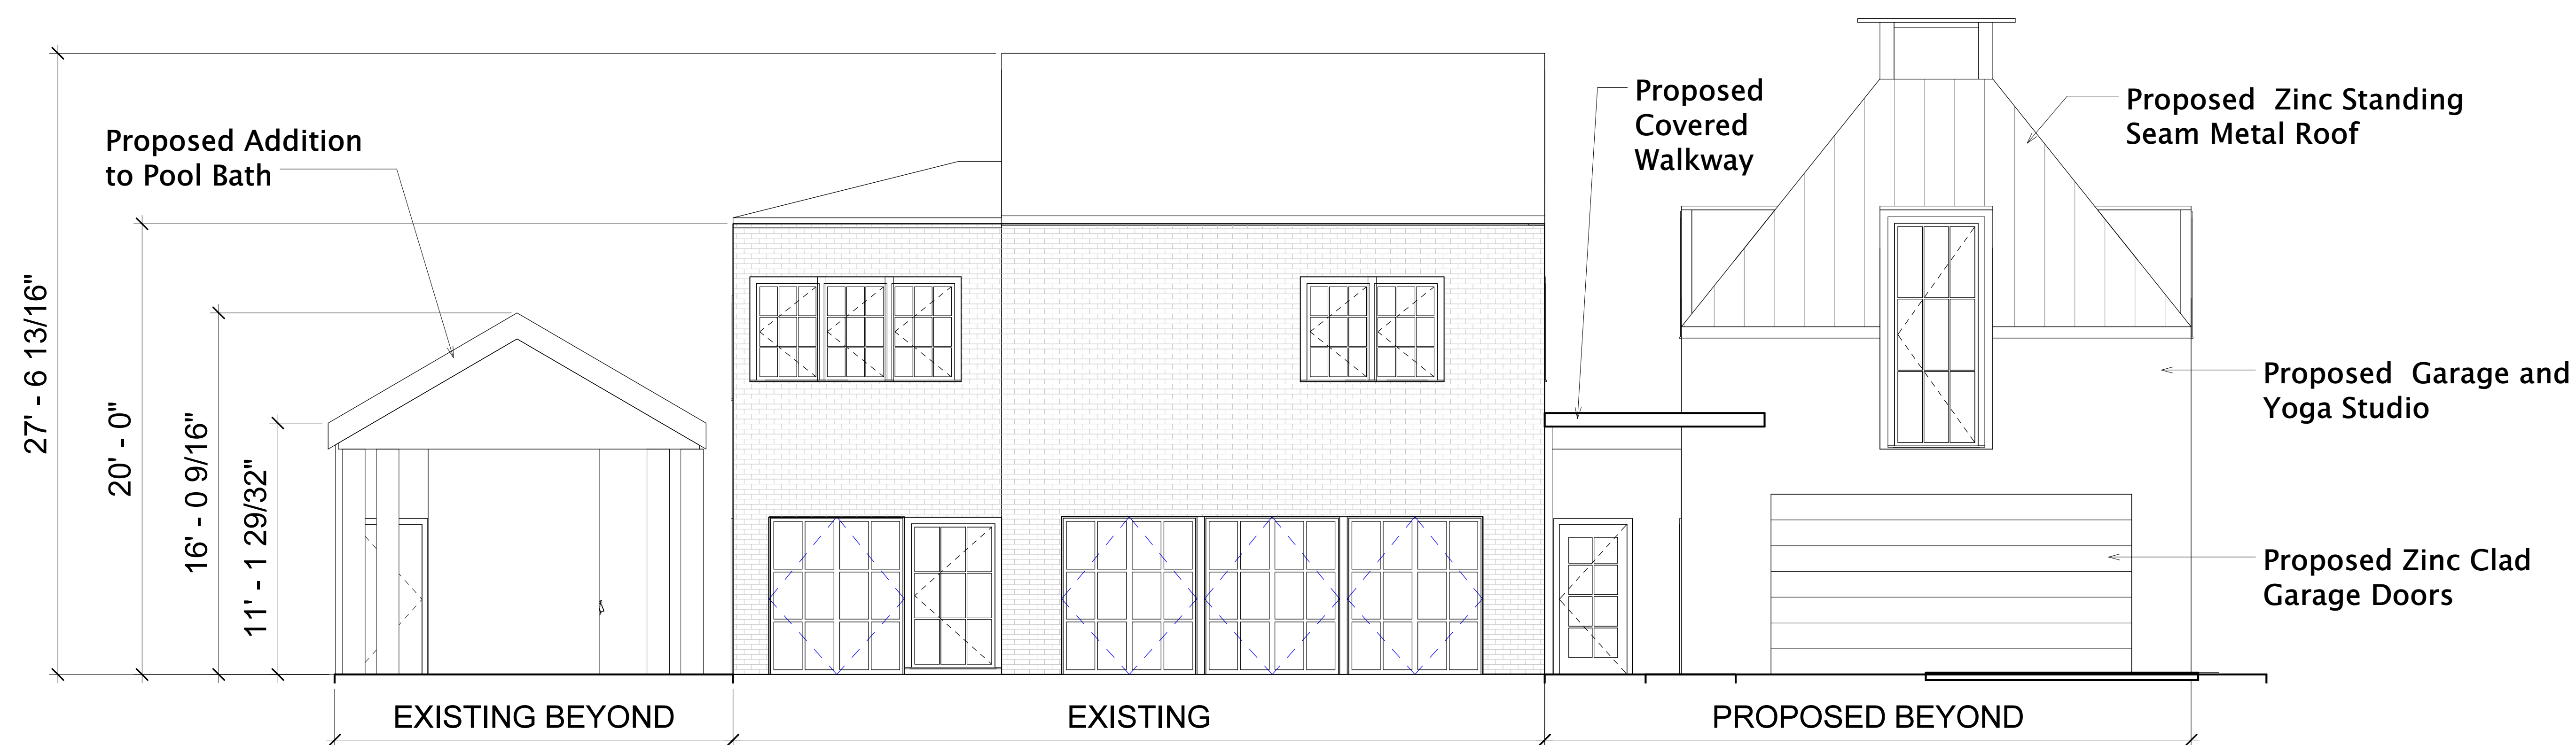 Proposed Addition
to Pool Bath
27' - 6 13/16"
20' - 0"
16' - 0 9/16"
11' - 1 29/32"
Proposed
Covered
Walkway
Proposed Zinc Standing
Seam Metal Roof
Proposed Garage and
Yoga Studio
Proposed Zinc Clad
Garage Doors
EXISTING BEYOND
EXISTING
PROPOSED BEYOND